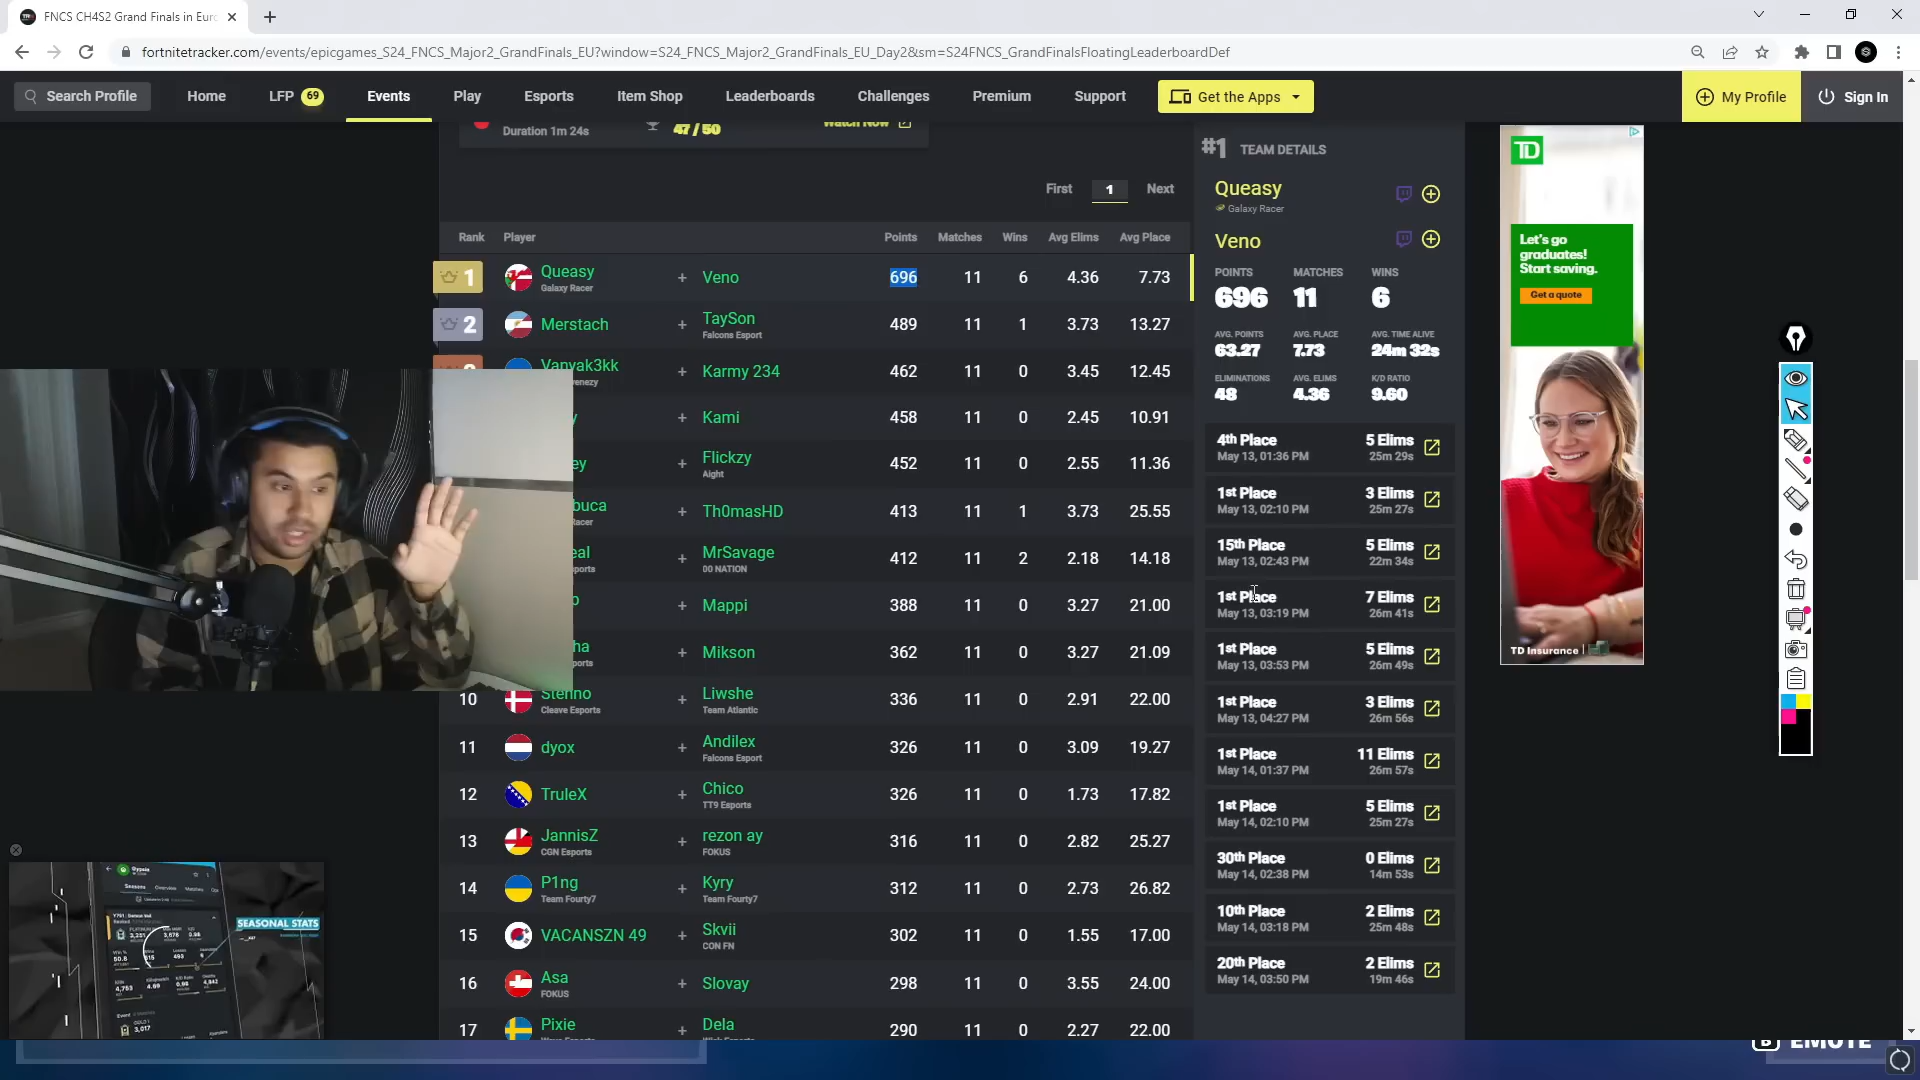 FNCS CH4S2 Grand Finals in Euro
fortnitetracker.com/events/epicgames_S24_FNCS_Major2_GrandFinals_EU?window=S24_FNCS_Major2_GrandFinals_EU_Day2&sm=S24FNCS_GrandFinalsFloatingLeaderboardDef
Search Profile
Home
LFP 69
Events
Play
Esports
Item Shop
Leaderboards
Challenges
Premium
Support
Get the Apps
My Profile
Sign In
Duration 1m 24s
47 / 50
Watch Now
First 1 Next
Rank Player Points Matches Wins Avg Elims Avg Place
1 Queasy + Veno 696 11 6 4.36 7.73
Galaxy Racer
2 Merstach + TaySon 489 11 1 3.73 13.27
Falcons Esport
Vanyak3kk + Karmy 234 462 11 0 3.45 12.45
+ Kami 458 11 0 2.45 10.91
+ Flickzy 452 11 0 2.55 11.36
Aight
+ Th0masHD 413 11 1 3.73 25.55
+ MrSavage 412 11 2 2.18 14.18
00 NATION
+ Mappi 388 11 0 3.27 21.00
+ Mikson 362 11 0 3.27 21.09
10 Stenno + Liwshe 336 11 0 2.91 22.00
Cleave Esports Team Atlantic
11 dyox + Andilex 326 11 0 3.09 19.27
Falcons Esport
12 TruleX + Chico 326 11 0 1.73 17.82
TT9 Esports
13 JannisZ + rezon ay 316 11 0 2.82 25.27
CGN Esports FOKUS
14 P1ng + Kyry 312 11 0 2.73 26.82
Team Fourty7 Team Fourty7
15 VACANSZN 49 + Skvii 302 11 0 1.55 17.00
CON FN
16 Asa + Slovay 298 11 0 3.55 24.00
FOKUS
17 Pixie + Dela 290 11 0 2.27 22.00
#1 TEAM DETAILS
Queasy
Galaxy Racer
Veno
POINTS MATCHES WINS
696 11 6
AVG. POINTS AVG. PLACE AVG. TIME ALIVE
63.27 7.73 24m 32s
ELIMINATIONS AVG. ELIMS K/D RATIO
48 4.36 9.60
4th Place 5 Elims
May 13, 01:36 PM 25m 29s
1st Place 3 Elims
May 13, 02:10 PM 25m 27s
15th Place 5 Elims
May 13, 02:43 PM 22m 34s
1st Place 7 Elims
May 13, 03:19 PM 26m 41s
1st Place 5 Elims
May 13, 03:53 PM 26m 49s
1st Place 3 Elims
May 13, 04:27 PM 26m 56s
1st Place 11 Elims
May 14, 01:37 PM 26m 57s
1st Place 5 Elims
May 14, 02:10 PM 25m 27s
30th Place 0 Elims
May 14, 02:38 PM 14m 53s
10th Place 2 Elims
May 14, 03:18 PM 25m 48s
20th Place 2 Elims
May 14, 03:50 PM 19m 46s
TD
Let's go
graduates!
Start saving.
Get a quote
TD Insurance
SEASONAL STATS
B EMOTE